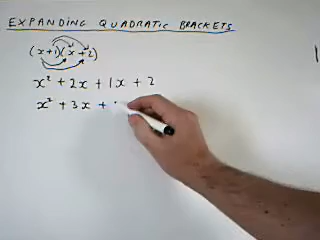 EXPANDING QUADRATIC BRACKETS
(x+1)(x+2)
x² + 2x + 1x + 2
x² + 3x +